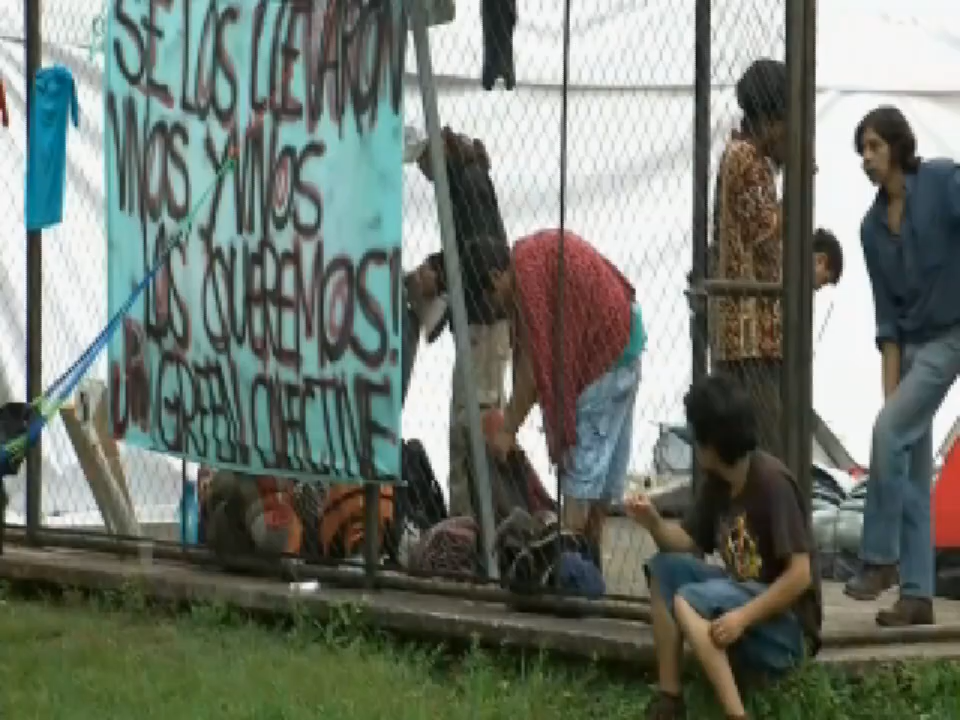 SE LOS LLEVARON
VIVOS Y VIVOS
LOS QUEREMOS!
GREEN COLECTIVE